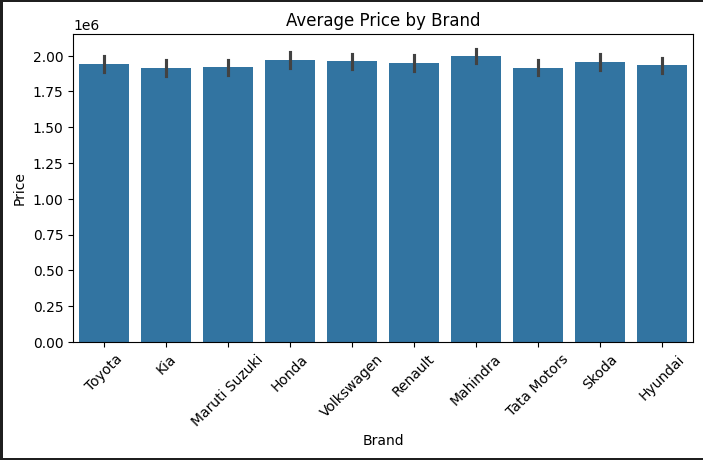 Average Price by Brand
1e6
2.00
1.75
1.50
1.25
1.00
0.75
0.50
0.25
0.00
Price
Toyota
Kia
Maruti Suzuki
Honda
Volkswagen
Renault
Mahindra
Tata Motors
Skoda
Hyundai
Brand